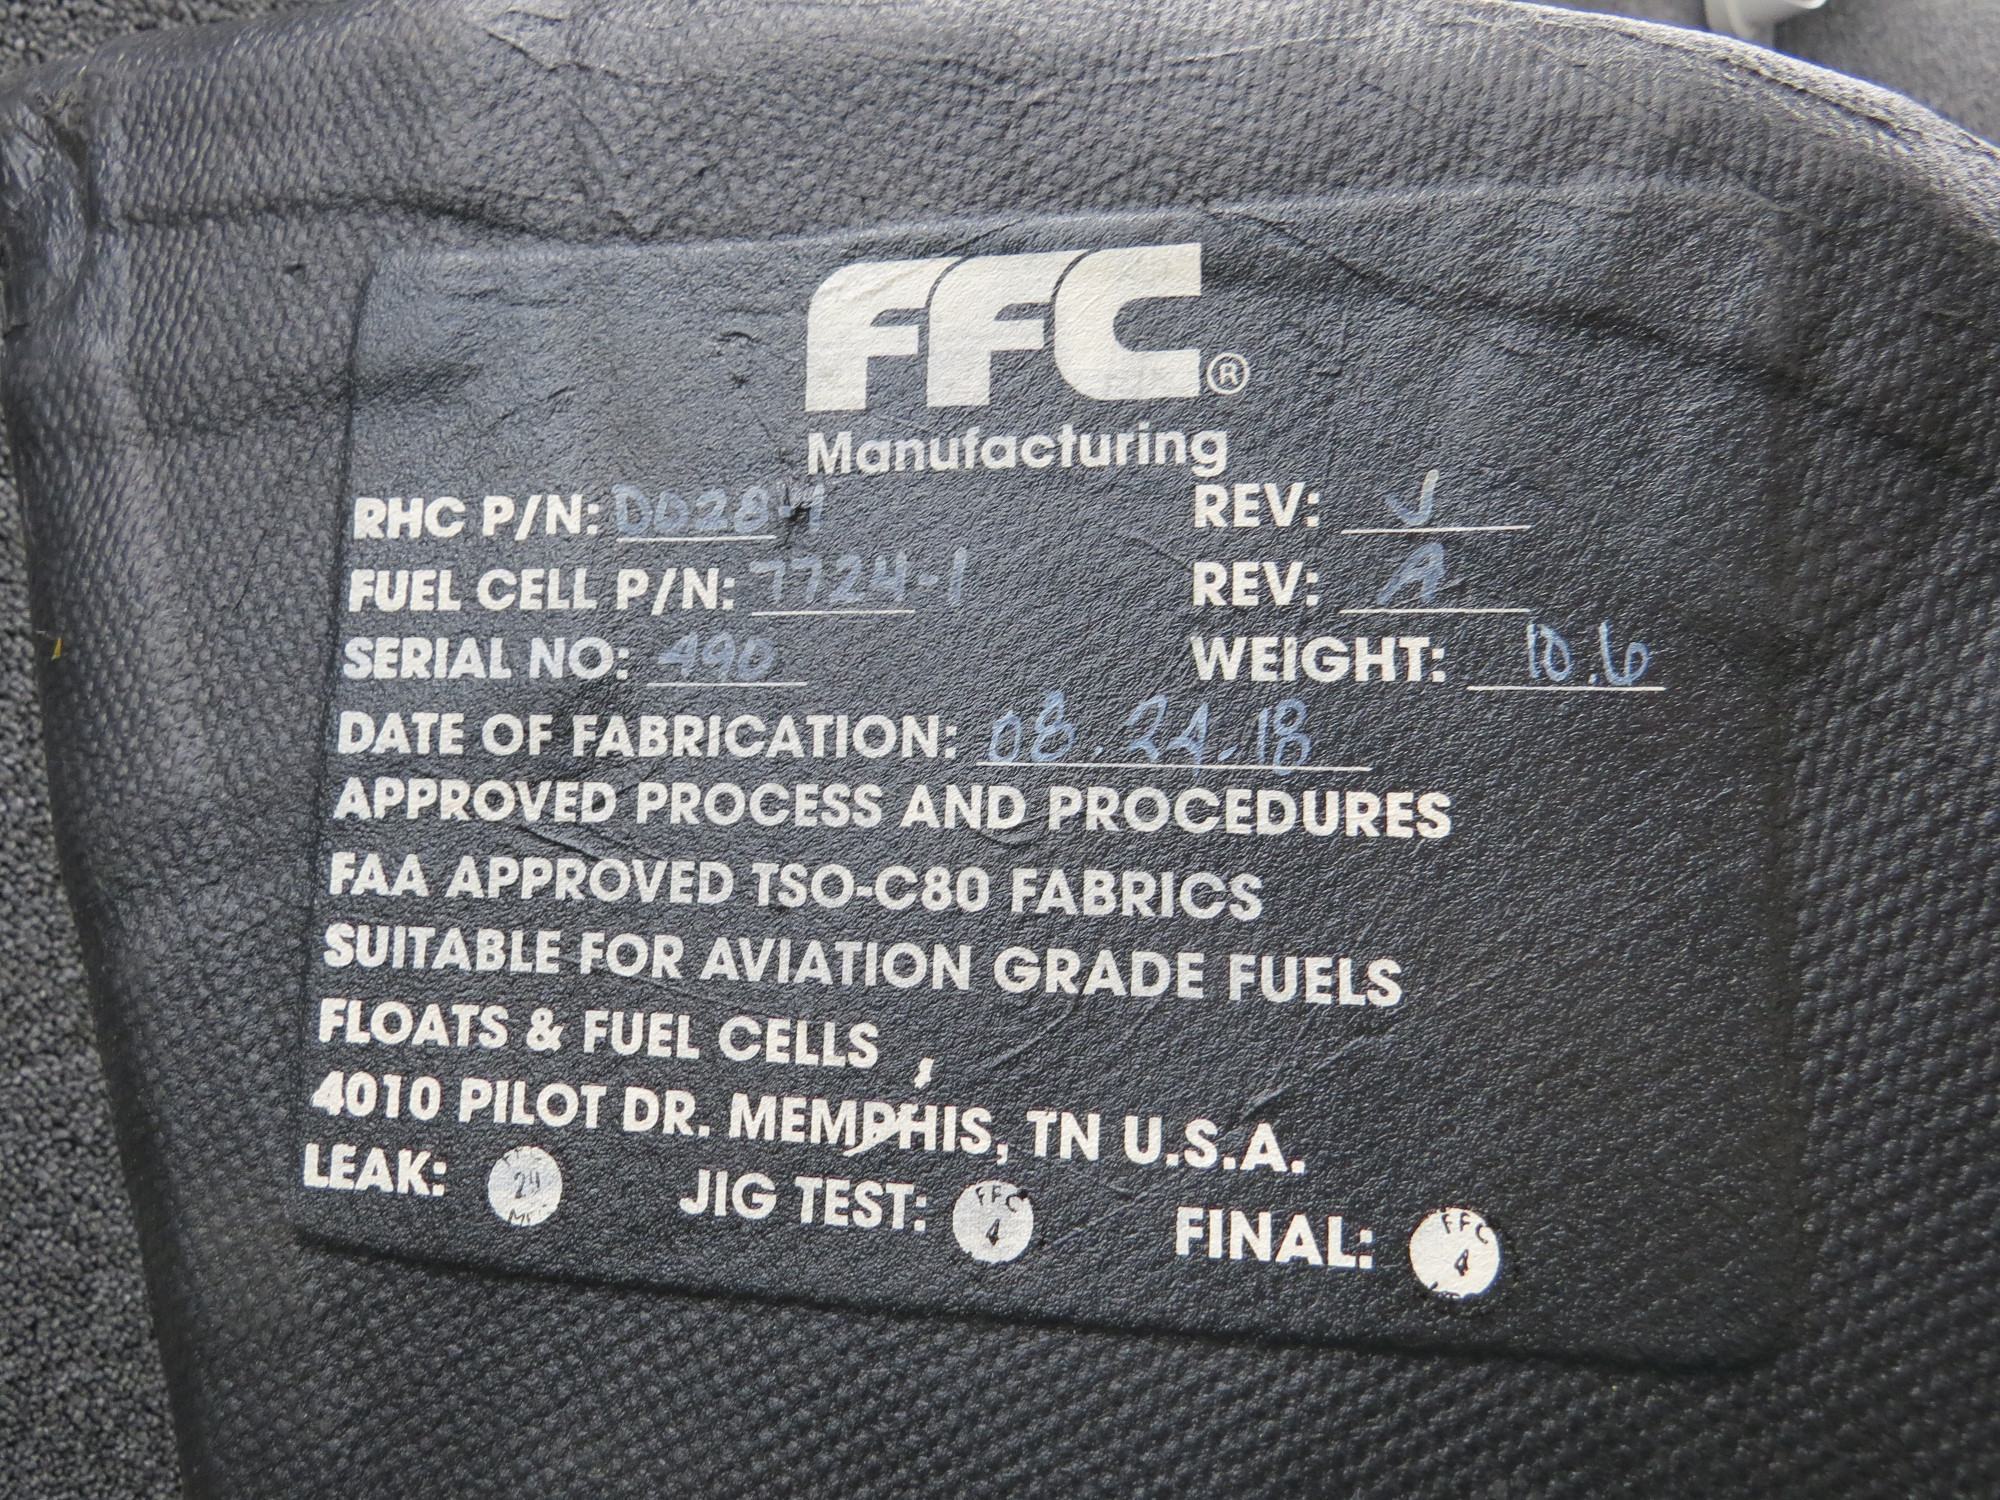 FFC®
Manufacturing
RHC P/N: D028-1 REV: J
FUEL CELL P/N: 7724-1 REV: A
SERIAL NO: 490 WEIGHT: 10.6
DATE OF FABRICATION: 08.24.18
APPROVED PROCESS AND PROCEDURES
FAA APPROVED TSO-C80 FABRICS
SUITABLE FOR AVIATION GRADE FUELS
FLOATS & FUEL CELLS
4010 PILOT DR. MEMPHIS, TN U.S.A.
LEAK: 24 JIG TEST: FFC 4 FINAL: FFC 4